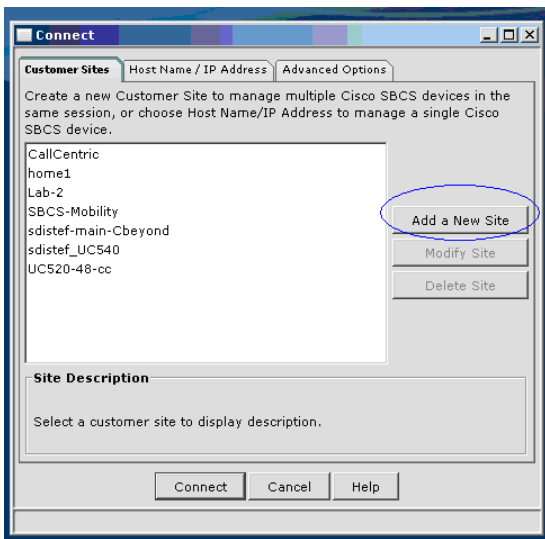 Connect
Customer Sites
Host Name / IP Address
Advanced Options
Create a new Customer Site to manage multiple Cisco SBCS devices in the
same session, or choose Host Name/IP Address to manage a single Cisco
SBCS device.
CallCentric
home1
Lab-2
SBCS-Mobility
sdistef-main-Cbeyond
sdistef_UC540
UC520-48-cc
Add a New Site
Modify Site
Delete Site
Site Description
Select a customer site to display description.
Connect
Cancel
Help